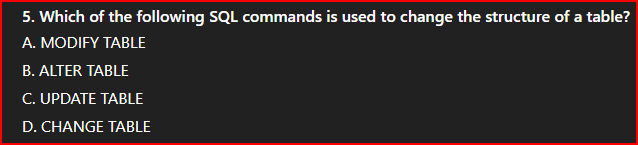 5. Which of the following SQL commands is used to change the structure of a table?
A. MODIFY TABLE
B. ALTER TABLE
C. UPDATE TABLE
D. CHANGE TABLE